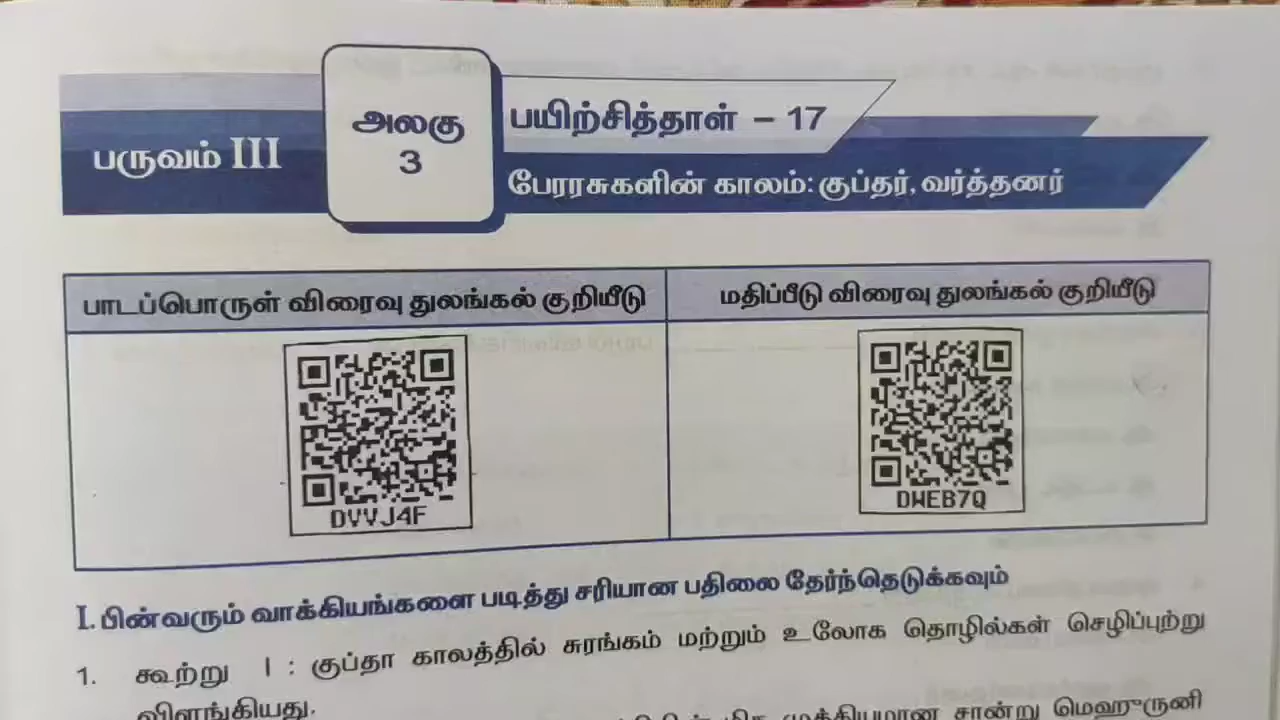 பருவம் III
அலகு
3
பயிற்சித்தாள் – 17
பேரரசுகளின் காலம்: குப்தர், வர்த்தனர்
பாடப்பொருள் விரைவு துலங்கல் குறியீடு
மதிப்பீடு விரைவு துலங்கல் குறியீடு
DVVJ4F
DWEB7Q
I. பின்வரும் வாக்கியங்களை படித்து சரியான பதிலை தேர்ந்தெடுக்கவும்
1. கூற்று I : குப்தா காலத்தில் சுரங்கம் மற்றும் உலோக தொழில்கள் செழிப்புற்று
விளங்கியது.
மிக முக்கியமான சான்று மெஹுருனி